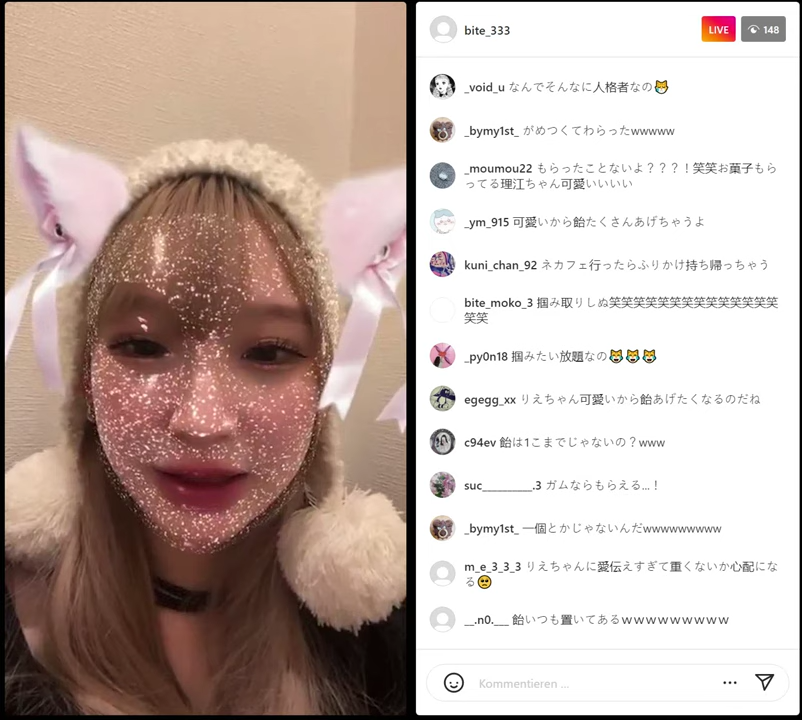 bite_333
LIVE
148
_void_u なんでそんなに人格者なの😹
_bymy1st_ がめつくてわらったwwwww
_moumou22 もらったことないよ？？？！笑笑お菓子もら
ってる理江ちゃん可愛いいいい
_ym_915 可愛いから飴たくさんあげちゃうよ
kuni_chan_92 ネカフェ行ったらふりかけ持ち帰っちゃう
bite_moko_3 掴み取りしぬ笑笑笑笑笑笑笑笑笑笑笑笑笑笑
笑笑
_py0n18 掴みたい放題なの😹😹😹
egegg_xx りえちゃん可愛いから飴あげたくなるのだね
c94ev 飴は1こまでじゃないの？www
suc_________.3 ガムならもらえる...！
_bymy1st_ 一個とかじゃないんだwwwwwwwww
m_e_3_3_3 りえちゃんに愛伝えすぎて重くないか心配にな
る🥺
__.n0.___ 飴いつも置いてあるｗｗｗｗｗｗｗｗｗ
Kommentieren ...